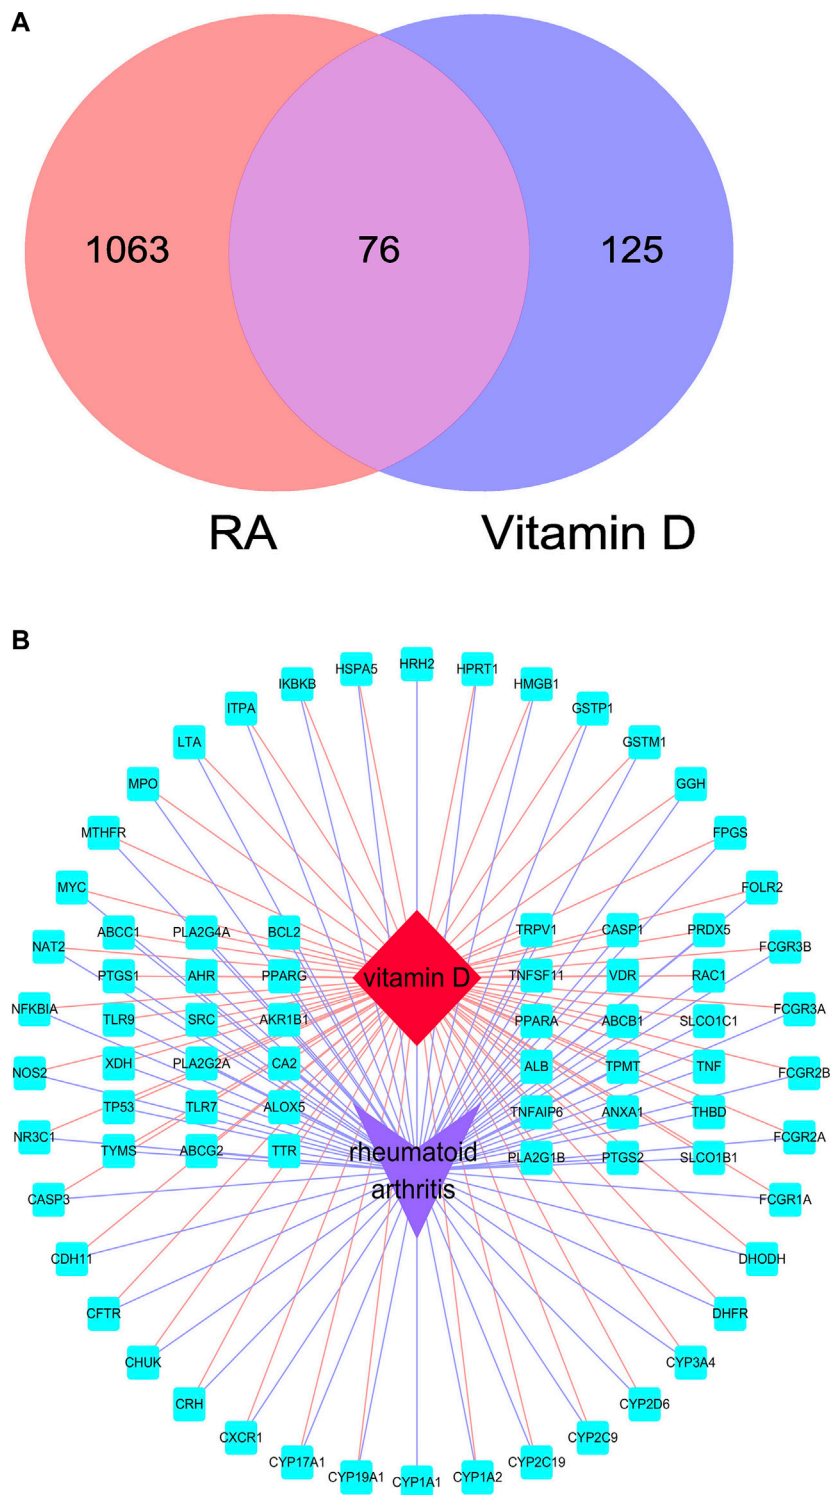 A
1063
76
125
RA
Vitamin D
B
HRH2
HSPA5
HPRT1
IKBKB
HMGB1
ITPA
GSTP1
LTA
GSTM1
MPO
GGH
MTHFR
FPGS
MYC
FOLR2
ABCC1
PLA2G4A
BCL2
TRPV1
CASP1
PRDX5
NAT2
FCGR3B
PTGS1
AHR
PPARG
vitamin D
TNFSF11
VDR
RAC1
NFKBIA
FCGR3A
TLR9
SRC
AKR1B1
PPARA
ABCB1
SLCO1C1
XDH
PLA2G2A
CA2
ALB
TPMT
TNF
NOS2
FCGR2B
TP53
TLR7
ALOX5
TNFAIP6
ANXA1
THBD
NR3C1
FCGR2A
TYMS
ABCG2
TTR
rheumatoid
arthritis
PLA2G1B
PTGS2
SLCO1B1
CASP3
FCGR1A
CDH11
DHODH
CFTR
DHFR
CHUK
CYP3A4
CRH
CYP2D6
CXCR1
CYP2C9
CYP17A1
CYP2C19
CYP19A1
CYP1A1
CYP1A2